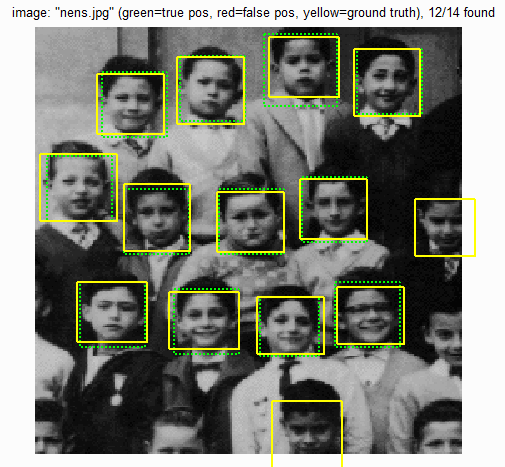 image: "nens.jpg" (green=true pos, red=false pos, yellow=ground truth), 12/14 found